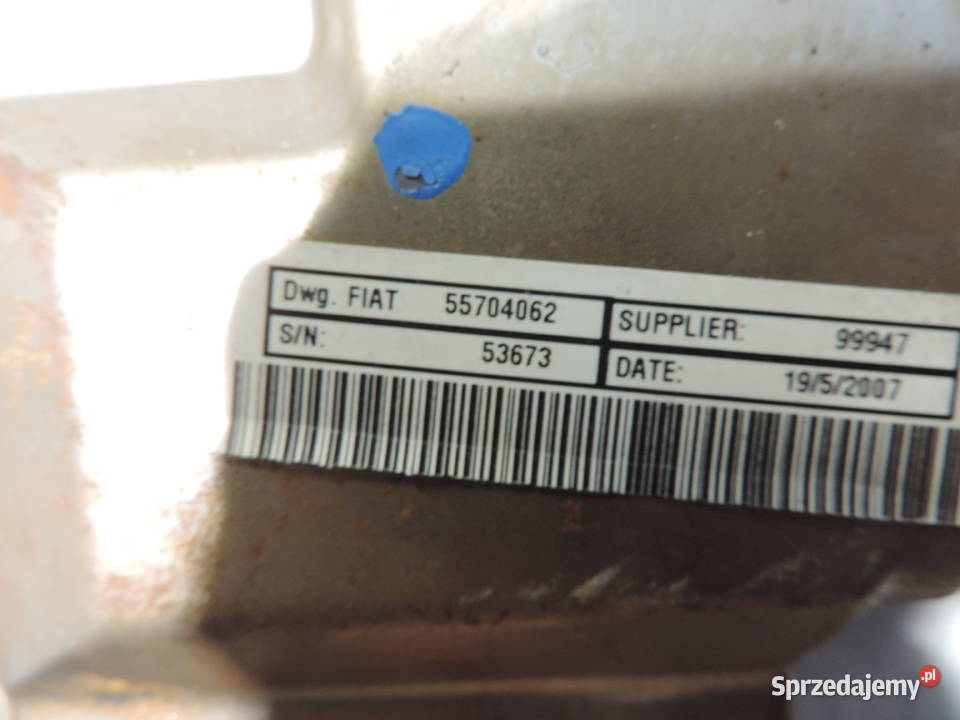 Dwg. FIAT 55704062
S/N: 53673
SUPPLIER: 99947
DATE: 19/5/2007
Sprzedajemy.pl